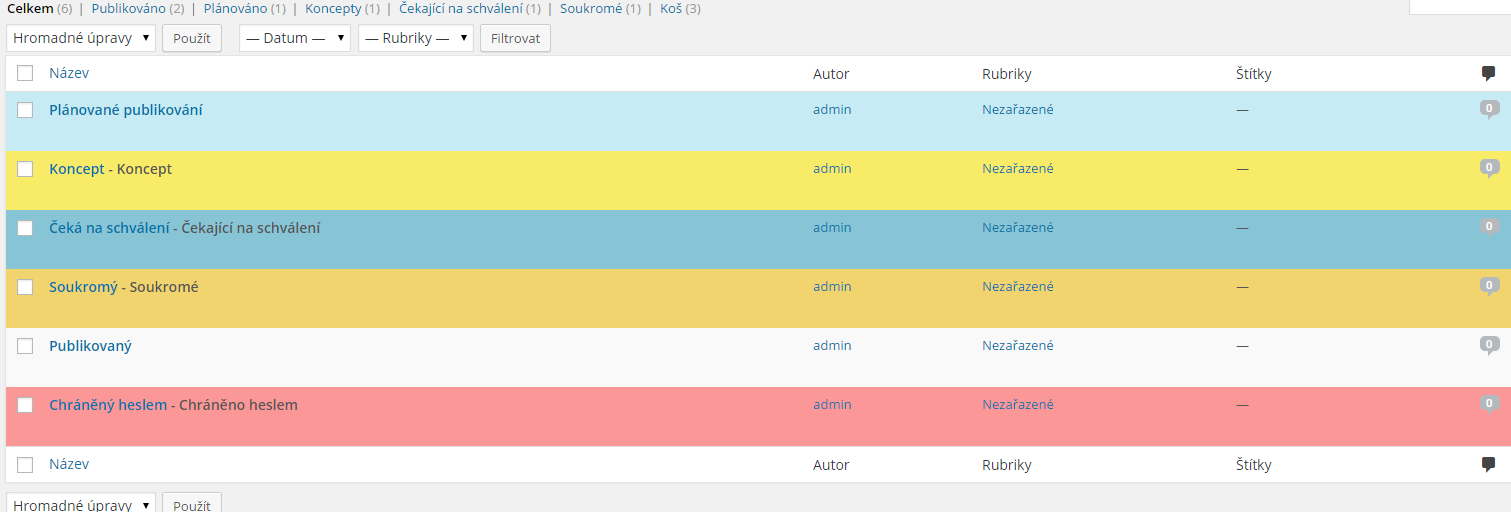 Celkem (6) | Publikováno (2) | Plánováno (1) | Koncepty (1) | Čekající na schválení (1) | Soukromé (1) | Koš (3)
Hromadné úpravy Použít — Datum — — Rubriky — Filtrovat
Název Autor Rubriky Štítky
Plánované publikování admin Nezařazené — 0
Koncept - Koncept admin Nezařazené — 0
Čeká na schválení - Čekající na schválení admin Nezařazené — 0
Soukromý - Soukromé admin Nezařazené — 0
Publikovaný admin Nezařazené — 0
Chráněný heslem - Chráněno heslem admin Nezařazené — 0
Název Autor Rubriky Štítky
Hromadné úpravy Použít